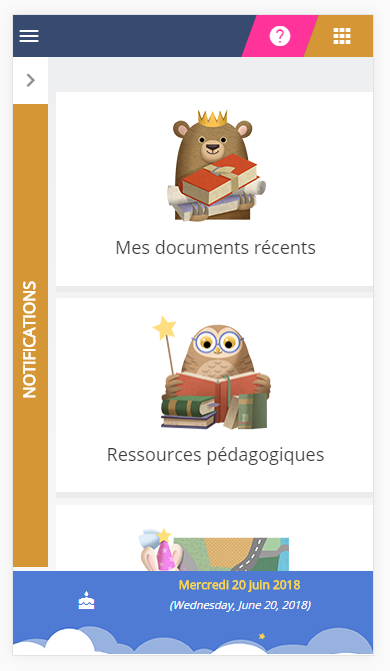 ?
Mes documents récents
NOTIFICATIONS
Ressources pédagogiques
Mercredi 20 juin 2018
(Wednesday, June 20, 2018)